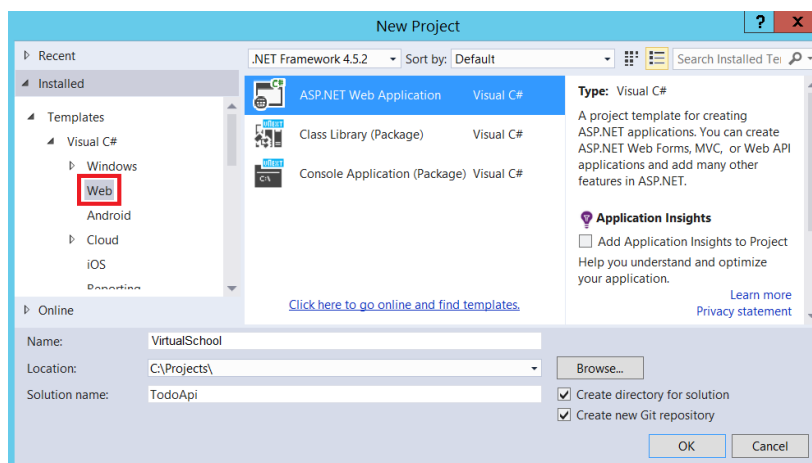 New Project
? X
Recent
.NET Framework 4.5.2 Sort by: Default Search Installed Te
Installed
Templates
Visual C#
Windows
Web
Android
Cloud
iOS
Reporting
Online
ASP.NET Web Application Visual C#
Class Library (Package) Visual C#
Console Application (Package) Visual C#
Click here to go online and find templates.
Type: Visual C#
A project template for creating
ASP.NET applications. You can create
ASP.NET Web Forms, MVC, or Web API
applications and add many other
features in ASP.NET.
Application Insights
Add Application Insights to Project
Help you understand and optimize
your application.
Learn more
Privacy statement
Name: VirtualSchool
Location: C:\Projects\ Browse...
Solution name: TodoApi
Create directory for solution
Create new Git repository
OK Cancel